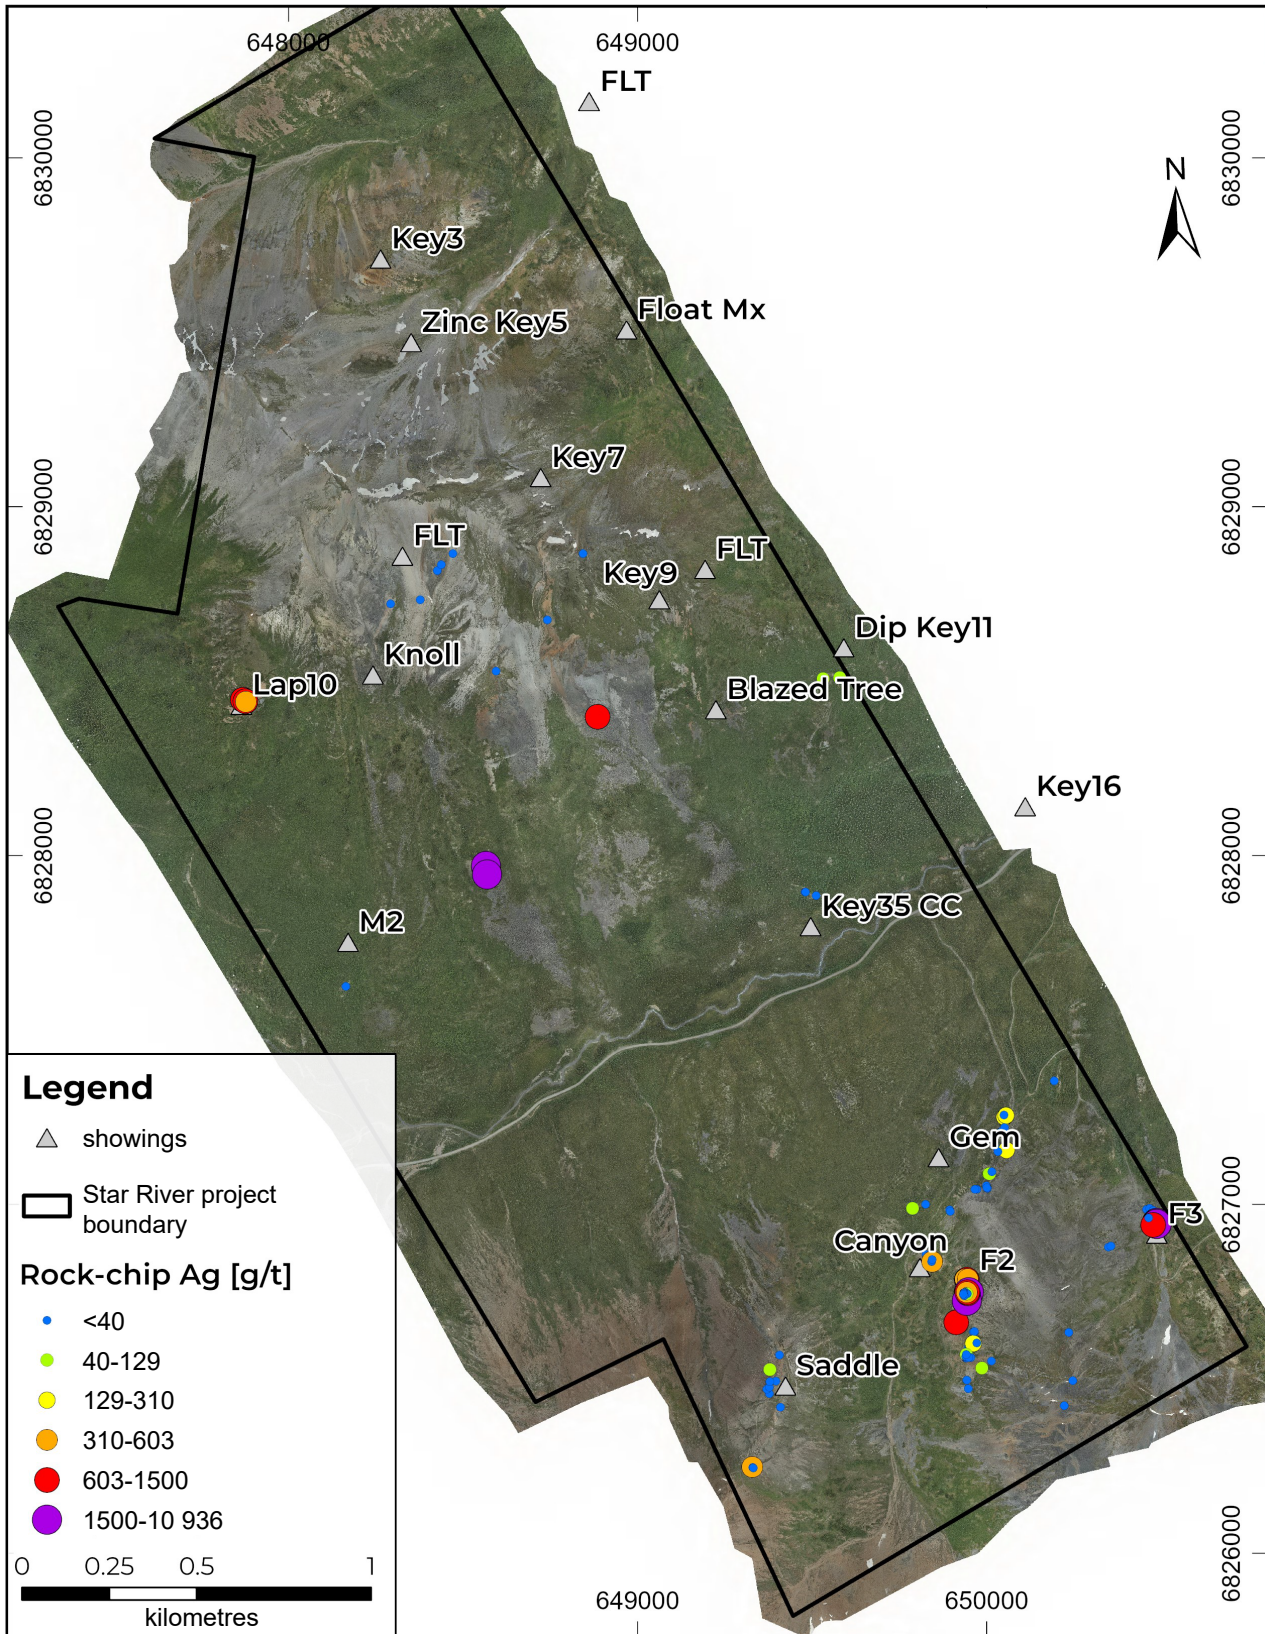 648000
649000
FLT
6830000
6830000
N
Key3
Float Mx
Zinc Key5
Key7
6829000
6829000
FLT
FLT
Key9
Dip Key11
Knoll
Lap10
Blazed Tree
Key16
6828000
6828000
Key35 CC
M2
Legend
showings
Star River project
boundary
Rock-chip Ag [g/t]
<40
40-129
129-310
310-603
603-1500
1500-10 936
0 0.25 0.5 1
kilometres
Gem
6827000
F3
Canyon
F2
Saddle
6826000
649000
650000